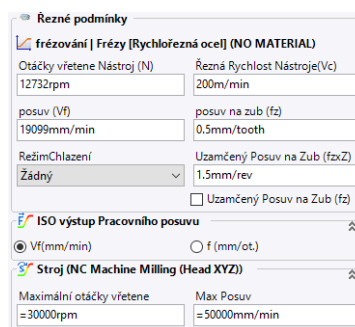 Řezné podmínky
frézování | Frézy [Rychlořezná ocel] (NO MATERIAL)
Otáčky vřetene Nástroj (N) Řezná Rychlost Nástroje(Vc)
12732rpm 200m/min
posuv (Vf) posuv na zub (fz)
19099mm/min 0.5mm/tooth
RežimChlazení Uzamčený Posuv na Zub (fzxZ)
Žádný 1.5mm/rev
Uzamčený Posuv na Zub (fz)
ISO výstup Pracovního posuvu
Vf(mm/min) f (mm/ot.)
Stroj (NC Machine Milling (Head XYZ))
Maximální otáčky vřetene Max Posuv
=30000rpm =50000mm/min